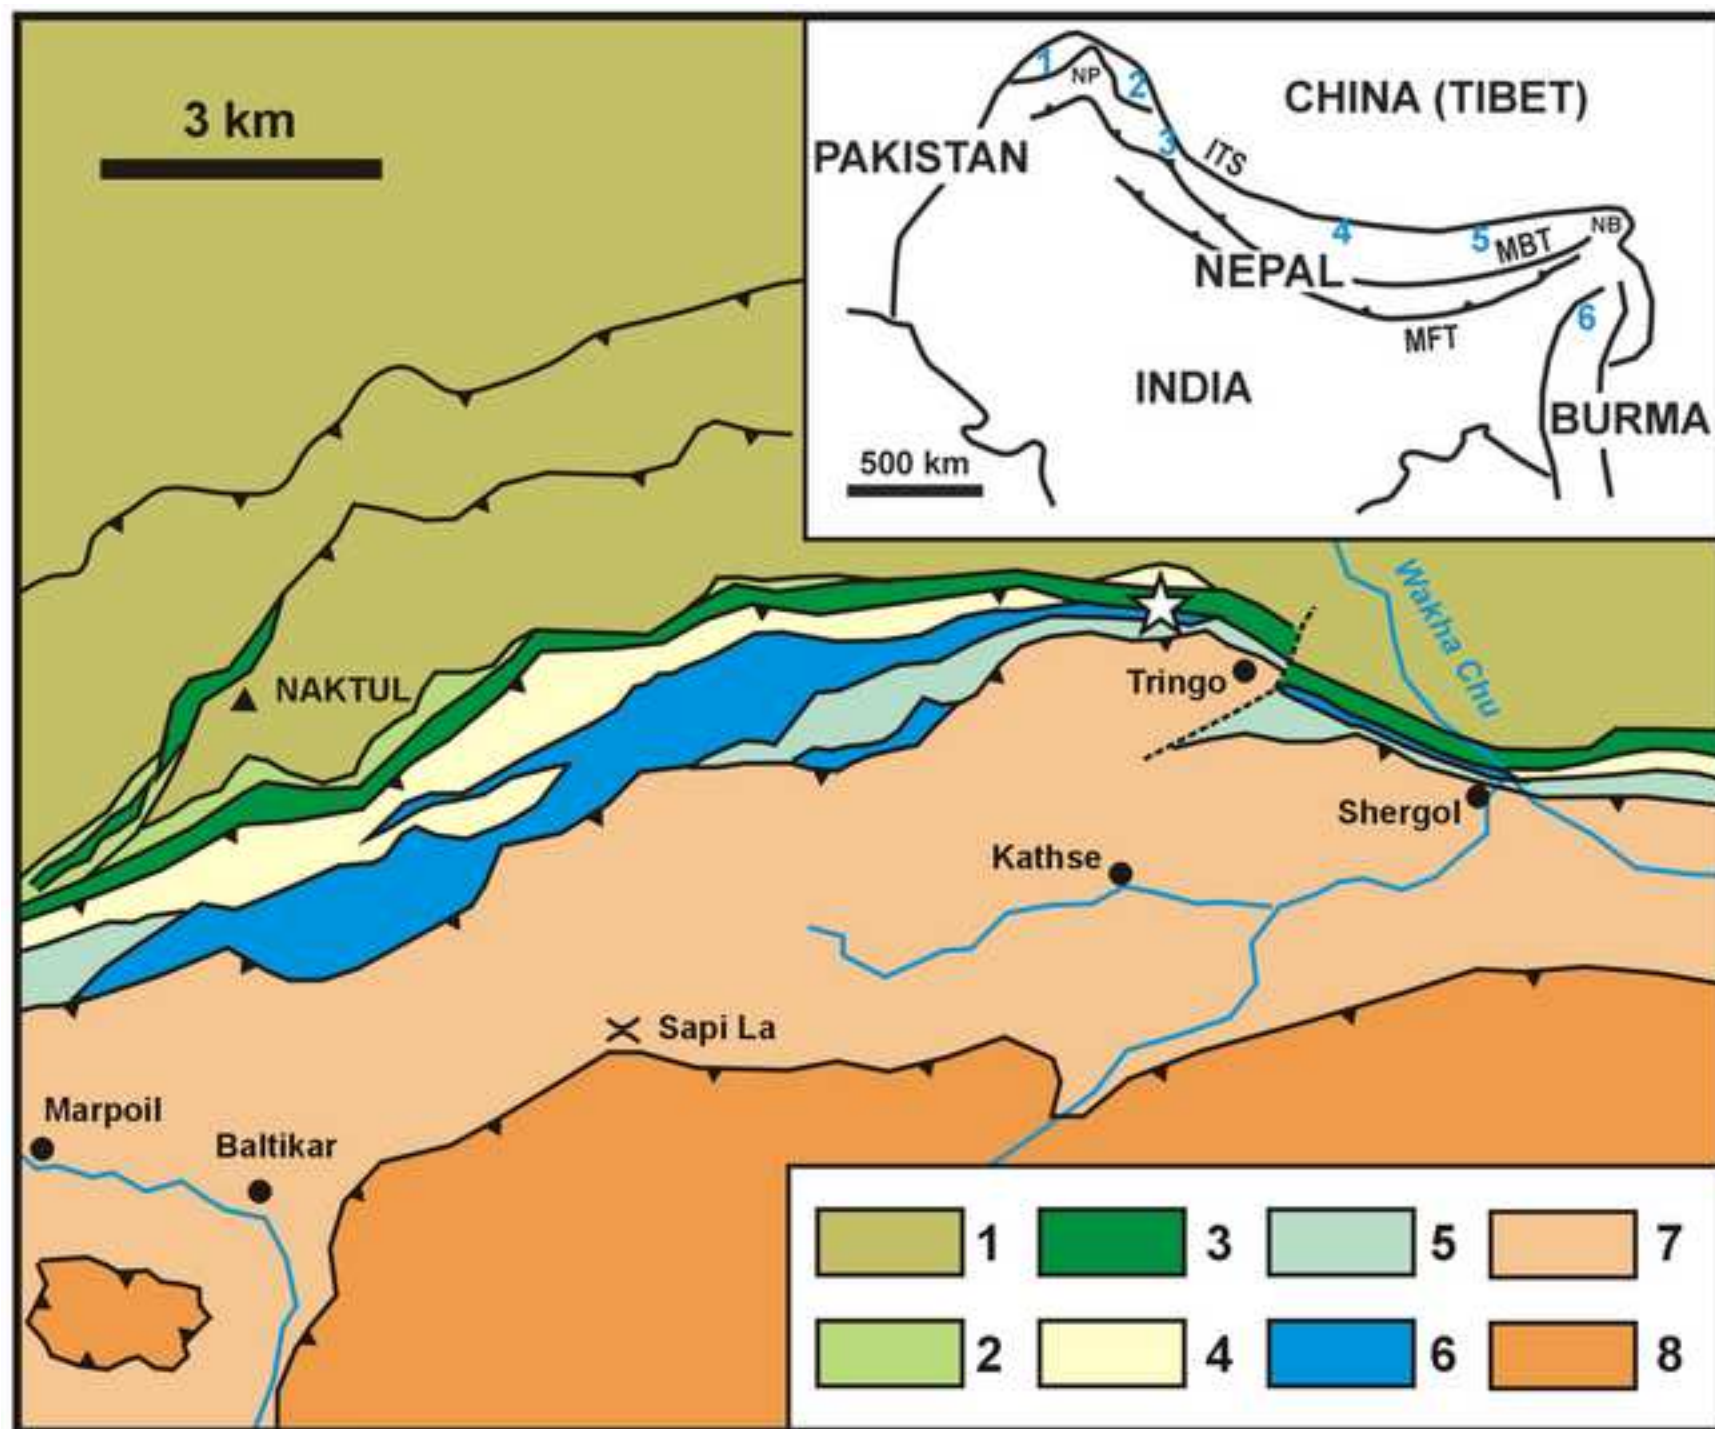 3 km
1
NP
2
CHINA (TIBET)
PAKISTAN
3
ITS
4
5
MBT
NB
NEPAL
6
MFT
INDIA
BURMA
500 km
Wakha Chu
NAKTUL
Tringo
Shergol
Kathse
Sapi La
Marpoil
Baltikar
1
3
5
7
2
4
6
8